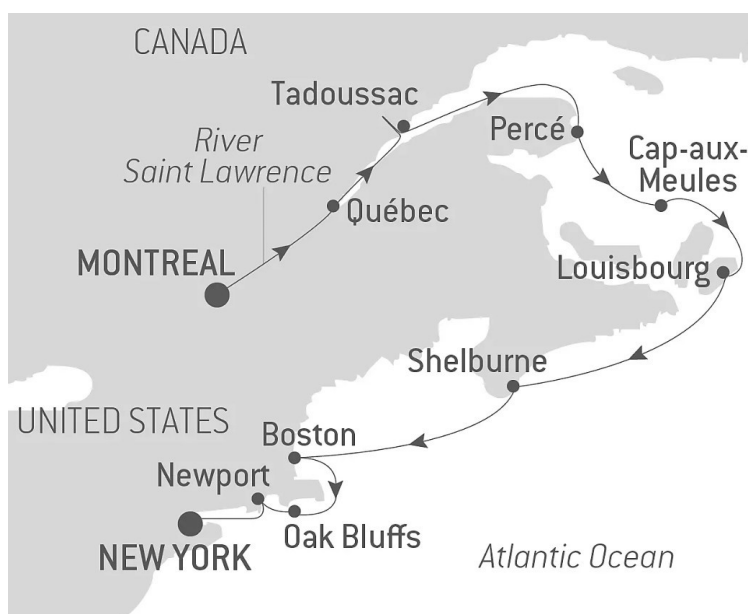 CANADA
Tadoussac
River
Saint Lawrence
Percé
Cap-aux-
Meules
Québec
MONTREAL
Louisbourg
Shelburne
UNITED STATES
Boston
Newport
Oak Bluffs
NEW YORK
Atlantic Ocean